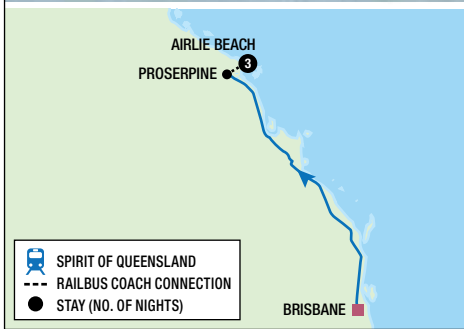 AIRLIE BEACH
3
PROSERPINE
SPIRIT OF QUEENSLAND
RAILBUS COACH CONNECTION
STAY (NO. OF NIGHTS)
BRISBANE